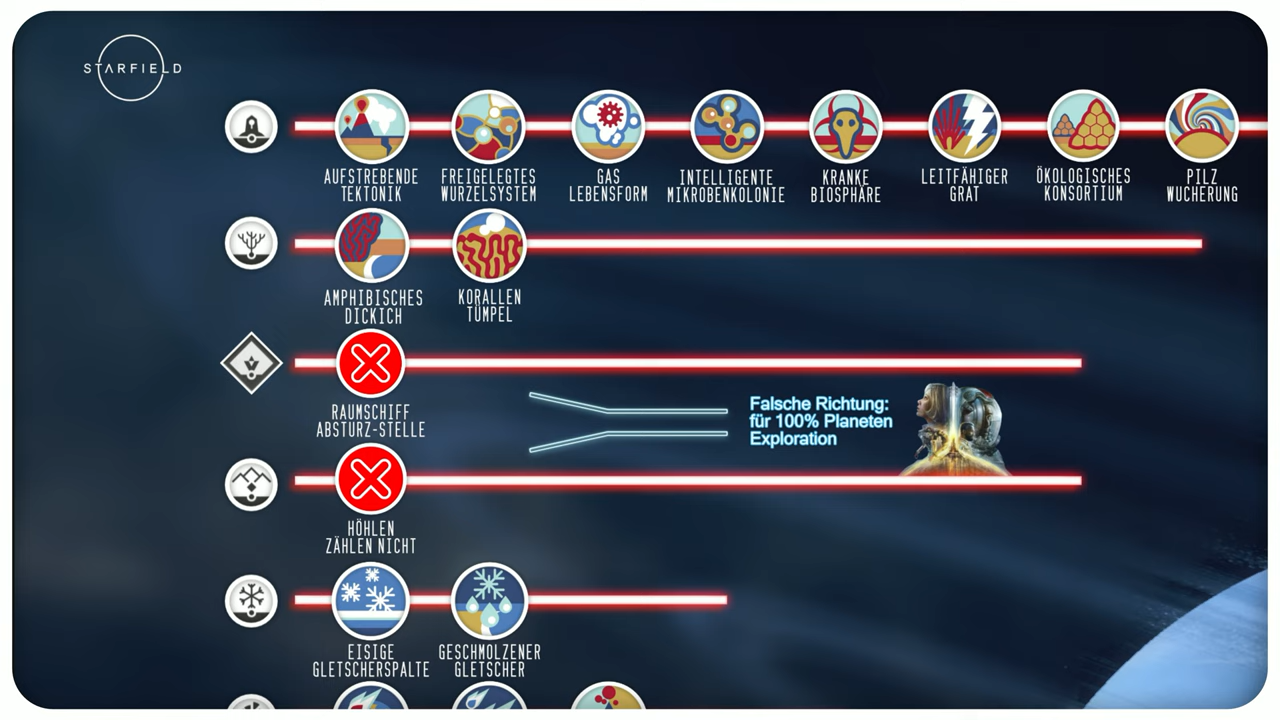 STARFIELD
AUFSTREBENDE
TEKTONIK
FREIGELEGTES
WURZELSYSTEM
GAS
LEBENSFORM
INTELLIGENTE
MIKROBENKOLONIE
KRANKE
BIOSPHÄRE
LEITFÄHIGER
GRAT
ÖKOLOGISCHES
KONSORTIUM
PILZ
WUCHERUNG
AMPHIBISCHES
DICKICH
KORALLEN
TÜMPEL
RAUMSCHIFF
ABSTURZ-STELLE
Falsche Richtung:
für 100% Planeten
Exploration
HÖHLEN
ZÄHLEN NICHT
EISIGE
GLETSCHERSPALTE
GESCHMOLZENER
GLETSCHER